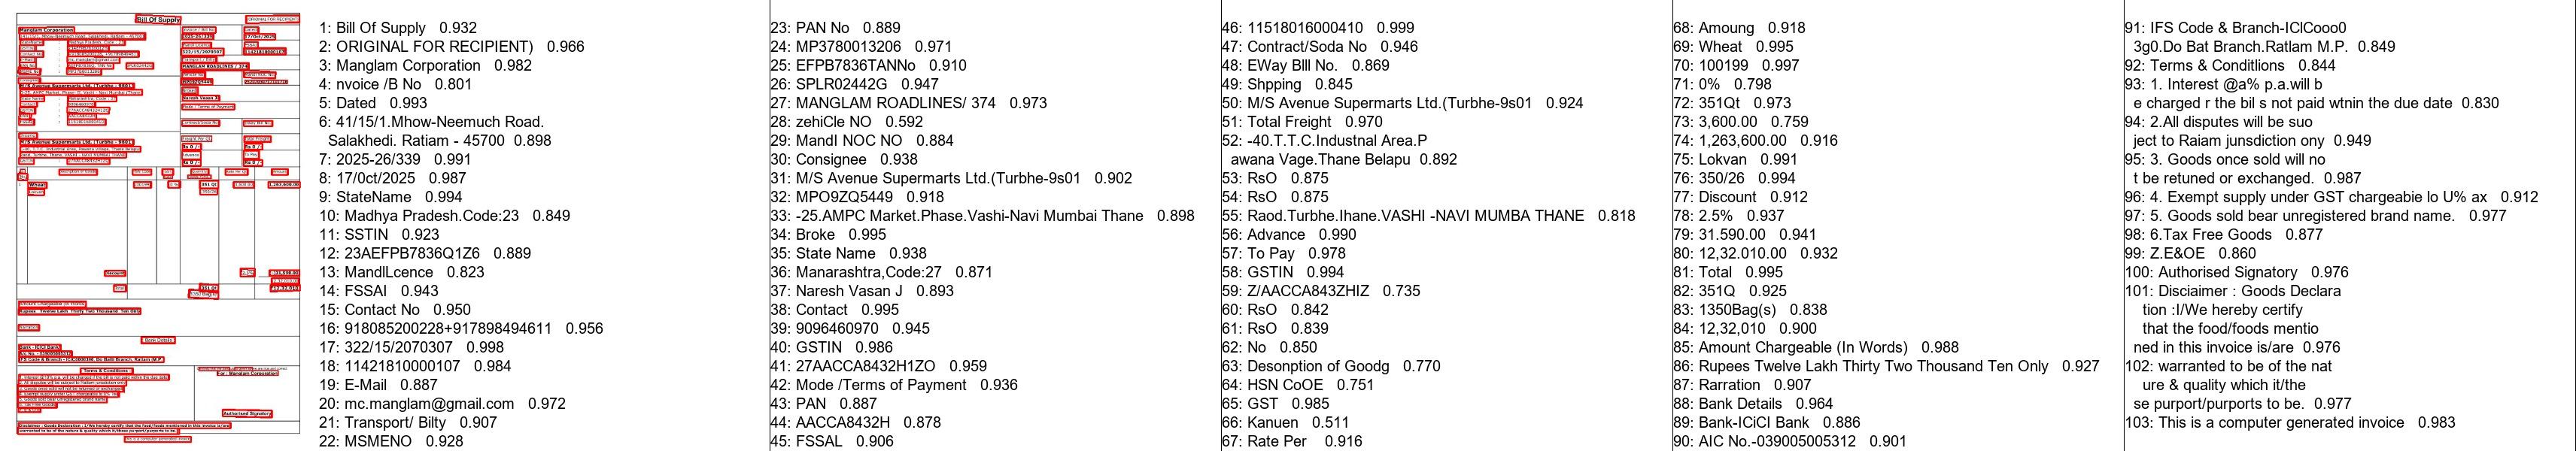 1: Bill Of Supply 0.932
2: ORIGINAL FOR RECIPIENT) 0.966
3: Manglam Corporation 0.982
4: nvoice /B No 0.801
5: Dated 0.993
6: 41/15/1.Mhow-Neemuch Road.
Salakhedi. Ratiam - 45700 0.898
7: 2025-26/339 0.991
8: 17/0ct/2025 0.987
9: StateName 0.994
10: Madhya Pradesh.Code:23 0.849
11: SSTIN 0.923
12: 23AEFPB7836Q1Z6 0.889
13: MandlLcence 0.823
14: FSSAI 0.943
15: Contact No 0.950
16: 918085200228+917898494611 0.956
17: 322/15/2070307 0.998
18: 11421810000107 0.984
19: E-Mail 0.887
20: mc.manglam@gmail.com 0.972
21: Transport/ Bilty 0.907
22: MSMENO 0.928
23: PAN No 0.889
24: MP3780013206 0.971
25: EFPB7836TANNo 0.910
26: SPLR02442G 0.947
27: MANGLAM ROADLINES/ 374 0.973
28: zehiCle NO 0.592
29: MandI NOC NO 0.884
30: Consignee 0.938
31: M/S Avenue Supermarts Ltd.(Turbhe-9s01 0.902
32: MPO9ZQ5449 0.918
33: -25.AMPC Market.Phase.Vashi-Navi Mumbai Thane 0.898
34: Broke 0.995
35: State Name 0.938
36: Manarashtra,Code:27 0.871
37: Naresh Vasan J 0.893
38: Contact 0.995
39: 9096460970 0.945
40: GSTIN 0.986
41: 27AACCA8432H1ZO 0.959
42: Mode /Terms of Payment 0.936
43: PAN 0.887
44: AACCA8432H 0.878
45: FSSAL 0.906
46: 11518016000410 0.999
47: Contract/Soda No 0.946
48: EWay Blll No. 0.869
49: Shpping 0.845
50: M/S Avenue Supermarts Ltd.(Turbhe-9s01 0.924
51: Total Freight 0.970
52: -40.T.T.C.Industnal Area.P
awana Vage.Thane Belapu 0.892
53: RsO 0.875
54: RsO 0.875
55: Raod.Turbhe.Ihane.VASHI -NAVI MUMBA THANE 0.818
56: Advance 0.990
57: To Pay 0.978
58: GSTIN 0.994
59: Z/AACCA843ZHIZ 0.735
60: RsO 0.842
61: RsO 0.839
62: No 0.850
63: Desonption of Goodg 0.770
64: HSN CoOE 0.751
65: GST 0.985
66: Kanuen 0.511
67: Rate Per 0.916
68: Amoung 0.918
69: Wheat 0.995
70: 100199 0.997
71: 0% 0.798
72: 351Qt 0.973
73: 3,600.00 0.759
74: 1,263,600.00 0.916
75: Lokvan 0.991
76: 350/26 0.994
77: Discount 0.912
78: 2.5% 0.937
79: 31.590.00 0.941
80: 12,32.010.00 0.932
81: Total 0.995
82: 351Q 0.925
83: 1350Bag(s) 0.838
84: 12,32,010 0.900
85: Amount Chargeable (In Words) 0.988
86: Rupees Twelve Lakh Thirty Two Thousand Ten Only 0.927
87: Rarration 0.907
88: Bank Details 0.964
89: Bank-ICiCI Bank 0.886
90: AIC No.-039005005312 0.901
91: IFS Code & Branch-IClCooo0
3g0.Do Bat Branch.Ratlam M.P. 0.849
92: Terms & Conditlions 0.844
93: 1. Interest @a% p.a.will b
e charged r the bil s not paid wtnin the due date 0.830
94: 2.All disputes will be suo
ject to Raiam junsdiction ony 0.949
95: 3. Goods once sold will no
t be retuned or exchanged. 0.987
96: 4. Exempt supply under GST chargeable lo U% ax 0.912
97: 5. Goods sold bear unregistered brand name. 0.977
98: 6.Tax Free Goods 0.877
99: Z.E&OE 0.860
100: Authorised Signatory 0.976
101: Disclaimer : Goods Declara
tion :I/We hereby certify
that the food/foods mentio
ned in this invoice is/are 0.976
102: warranted to be of the nat
ure & quality which it/the
se purport/purports to be. 0.977
103: This is a computer generated invoice 0.983